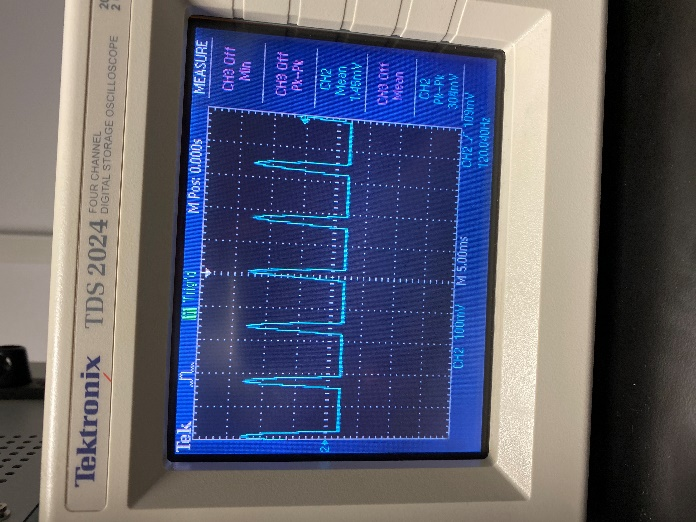 Tektronix TDS 2024 FOUR CHANNEL
DIGITAL STORAGE OSCILLOSCOPE
Tek Trig'd M Pos: 0.000s MEASURE
CH3 Off
Min
CH3 Off
Pk-Pk
CH2
Mean
1.46mV
CH3 Off
Mean
CH2
Pk-Pk
308mV
2
CH2 100mV M 5.00ms CH2
120.040Hz